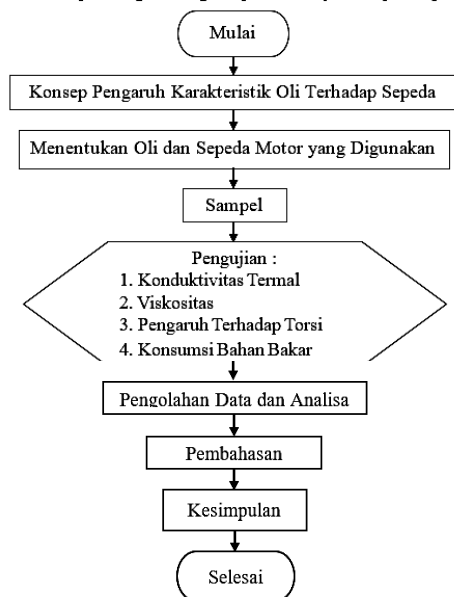 Mulai
Konsep Pengaruh Karakteristik Oli Terhadap Sepeda
Menentukan Oli dan Sepeda Motor yang Digunakan
Sampel
Pengujian :
1. Konduktivitas Termal
2. Viskositas
3. Pengaruh Terhadap Torsi
4. Konsumsi Bahan Bakar
Pengolahan Data dan Analisa
Pembahasan
Kesimpulan
Selesai